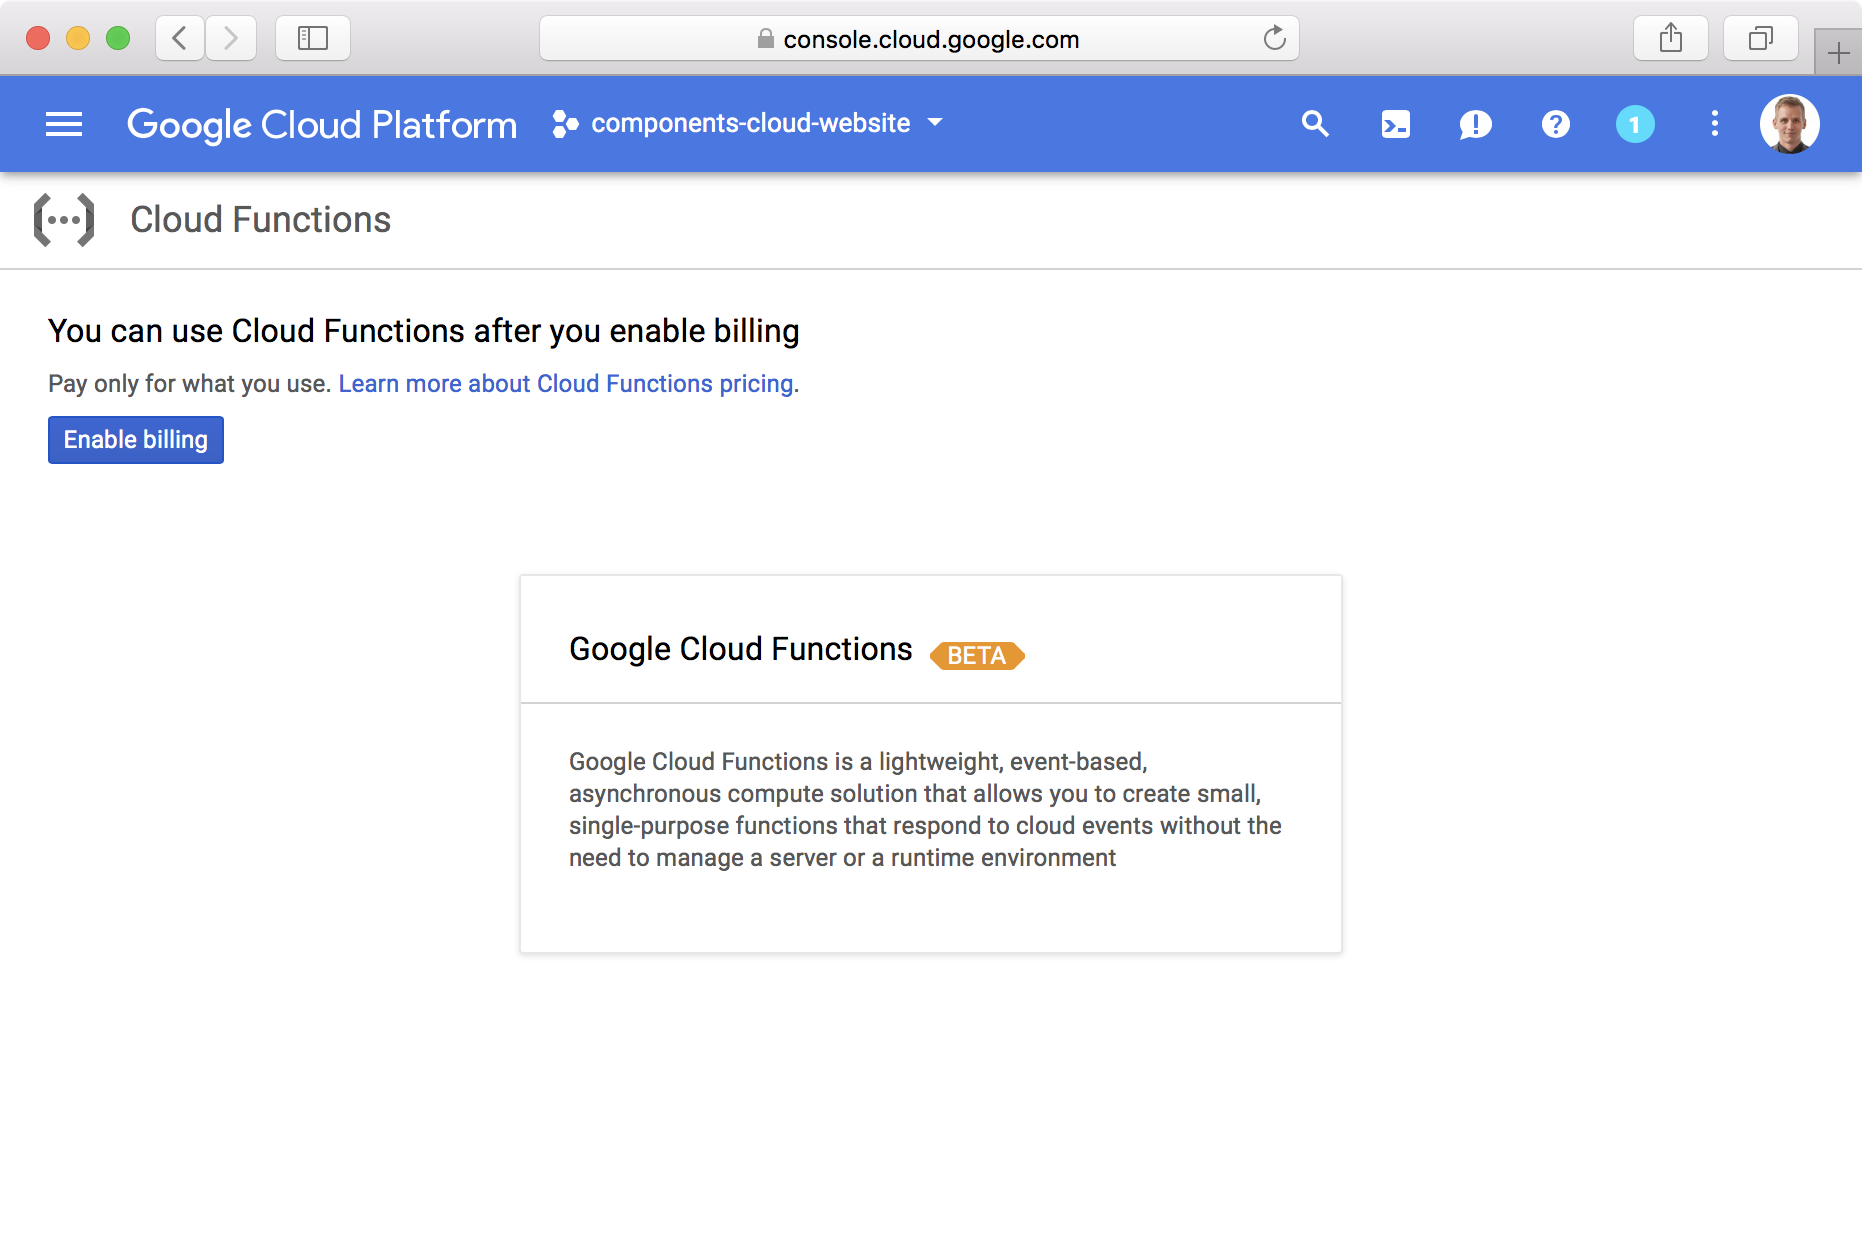 console.cloud.google.com
Google Cloud Platform
components-cloud-website
1
Cloud Functions
You can use Cloud Functions after you enable billing
Pay only for what you use. Learn more about Cloud Functions pricing.
Enable billing
Google Cloud Functions BETA
Google Cloud Functions is a lightweight, event-based,
asynchronous compute solution that allows you to create small,
single-purpose functions that respond to cloud events without the
need to manage a server or a runtime environment